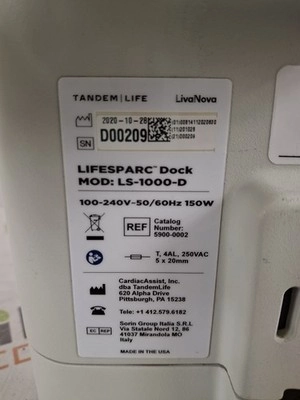 TANDEM|LIFE LivaNova
2020-10-28
SN D00209
LIFESPARC™ Dock
MOD: LS-1000-D
100-240V-50/60Hz 150W
REF Catalog
Number:
5900-0002
T, 4AL, 250VAC
5 x 20mm
CardiacAssist, Inc.
dba TandemLife
620 Alpha Drive
Pittsburgh, PA 15238
Tele: +1 412.579.6182
EC REP Sorin Group Italia S.R.L
Via Statale Nord 12, 86
41037 Mirandola MO
Italy
MADE IN THE USA